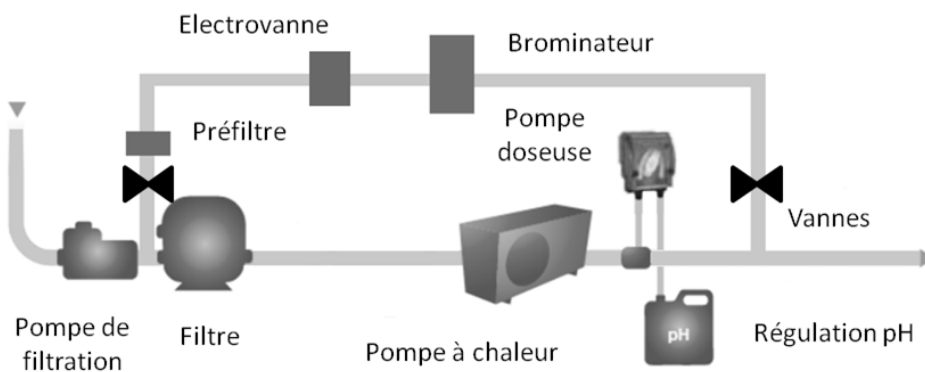 Electrovanne
Brominateur
Préfiltre
Pompe
doseuse
Vannes
Pompe de
filtration
Filtre
Pompe à chaleur
pH
Régulation pH